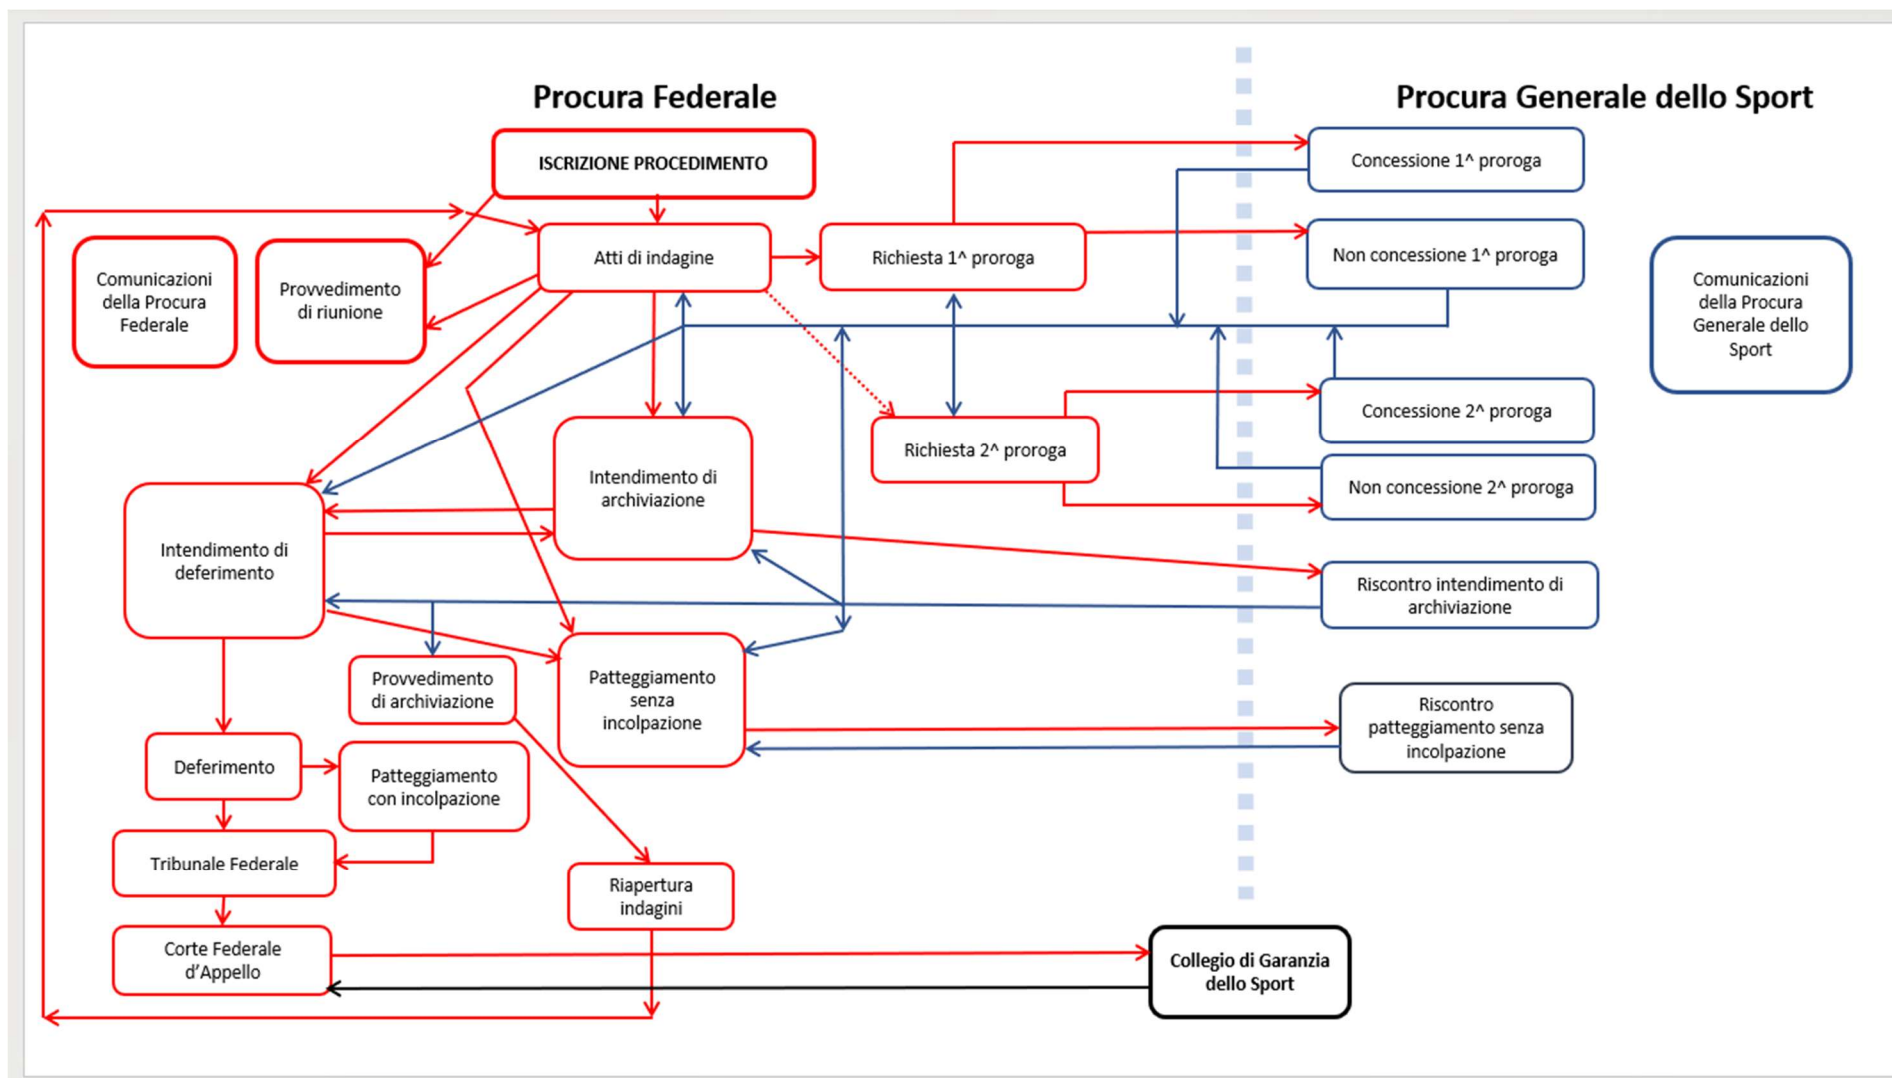 Procura Federale
Procura Generale dello Sport
ISCRIZIONE PROCEDIMENTO
Concessione 1^ proroga
Atti di indagine
Richiesta 1^ proroga
Non concessione 1^ proroga
Comunicazioni
della Procura
Federale
Provvedimento
di riunione
Comunicazioni
della Procura
Generale dello
Sport
Concessione 2^ proroga
Richiesta 2^ proroga
Non concessione 2^ proroga
Intendimento di
archiviazione
Intendimento di
deferimento
Riscontro intendimento di
archiviazione
Provvedimento
di archiviazione
Patteggiamento
senza
incolpazione
Riscontro
patteggiamento senza
incolpazione
Deferimento
Patteggiamento
con incolpazione
Tribunale Federale
Riapertura
indagini
Corte Federale
d'Appello
Collegio di Garanzia
dello Sport